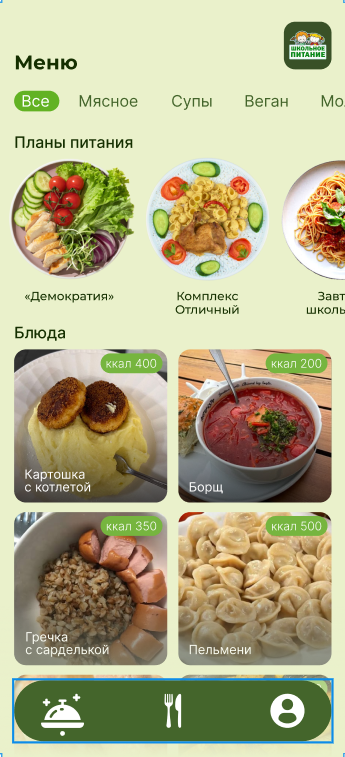 Меню
ШКОЛЬНОЕ
ПИТАНИЕ
Все Мясное Супы Веган Мо
Планы питания
«Демократия»
Комплекс
Отличный
Завт
школь
Блюда
ккал 400
Картошка
с котлетой
ккал 200
Борщ
ккал 350
Гречка
с сарделькой
ккал 500
Пельмени